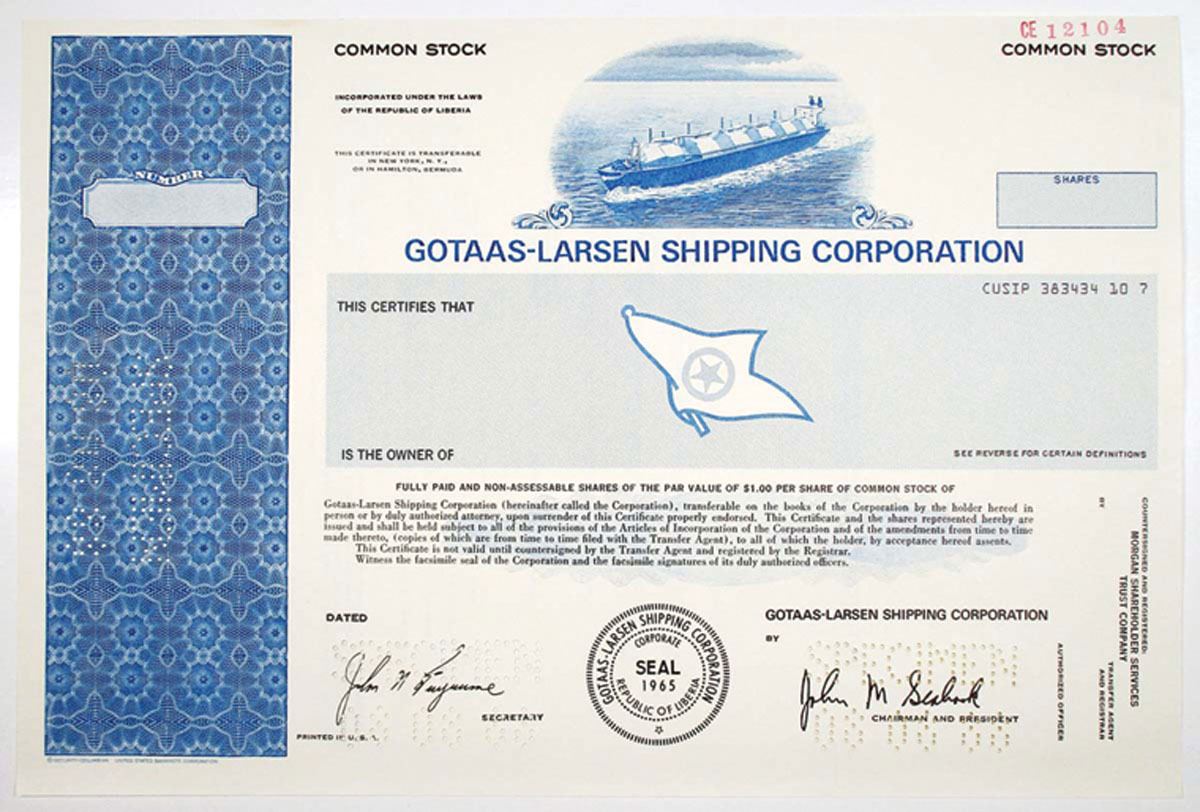 CE 12104
COMMON STOCK
COMMON STOCK
INCORPORATED UNDER THE LAWS
OF THE REPUBLIC OF LIBERIA
THIS CERTIFICATE IS TRANSFERABLE
IN NEW YORK, N.Y.,
OR IN HAMILTON, BERMUDA
NUMBER
SHARES
GOTAAS-LARSEN SHIPPING CORPORATION
CUSIP 383434 10 7
THIS CERTIFIES THAT
IS THE OWNER OF
SEE REVERSE FOR CERTAIN DEFINITIONS
FULLY PAID AND NON-ASSESSABLE SHARES OF THE PAR VALUE OF $1.00 PER SHARE OF COMMON STOCK OF
Gotaas-Larsen Shipping Corporation (hereinafter called the Corporation), transferable on the books of the Corporation by the holder hereof in
person or by duly authorized attorney, upon surrender of this Certificate properly endorsed. This Certificate and the shares represented hereby are
issued and shall be held subject to all of the provisions of the Articles of Incorporation of the Corporation and of the amendments from time to time
made thereto, (copies of which are from time to time filed with the Transfer Agent), to all of which the holder, by acceptance hereof assents.
This Certificate is not valid until countersigned by the Transfer Agent and registered by the Registrar.
Witness the facsimile seal of the Corporation and the facsimile signatures of its duly authorized officers.
DATED
SECRETARY
PRINTED IN U. S. A.
GOTAAS-LARSEN SHIPPING CORPORATION
CORPORATE
SEAL
1965
REPUBLIC OF LIBERIA
GOTAAS-LARSEN SHIPPING CORPORATION
BY
John M Seabrook
CHAIRMAN AND PRESIDENT
COUNTERSIGNED AND REGISTERED:
MORGAN SHAREHOLDER SERVICES
TRUST COMPANY
TRANSFER AGENT
AND REGISTRAR
BY
AUTHORIZED OFFICER
UNITED STATES BANKNOTE CORPORATION